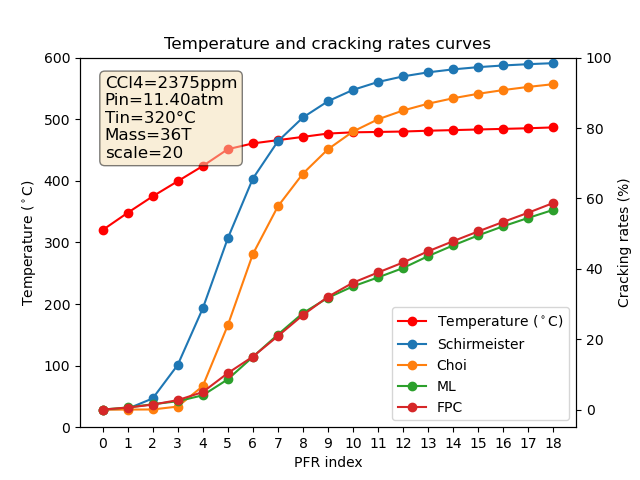 Temperature and cracking rates curves
CCl4=2375ppm
Pin=11.40atm
Tin=320°C
Mass=36T
scale=20
600
500
400
300
200
100
0
Temperature (°C)
100
80
60
40
20
0
Cracking rates (%)
Temperature (°C)
Schirmeister
Choi
ML
FPC
0 1 2 3 4 5 6 7 8 9 10 11 12 13 14 15 16 17 18
PFR index